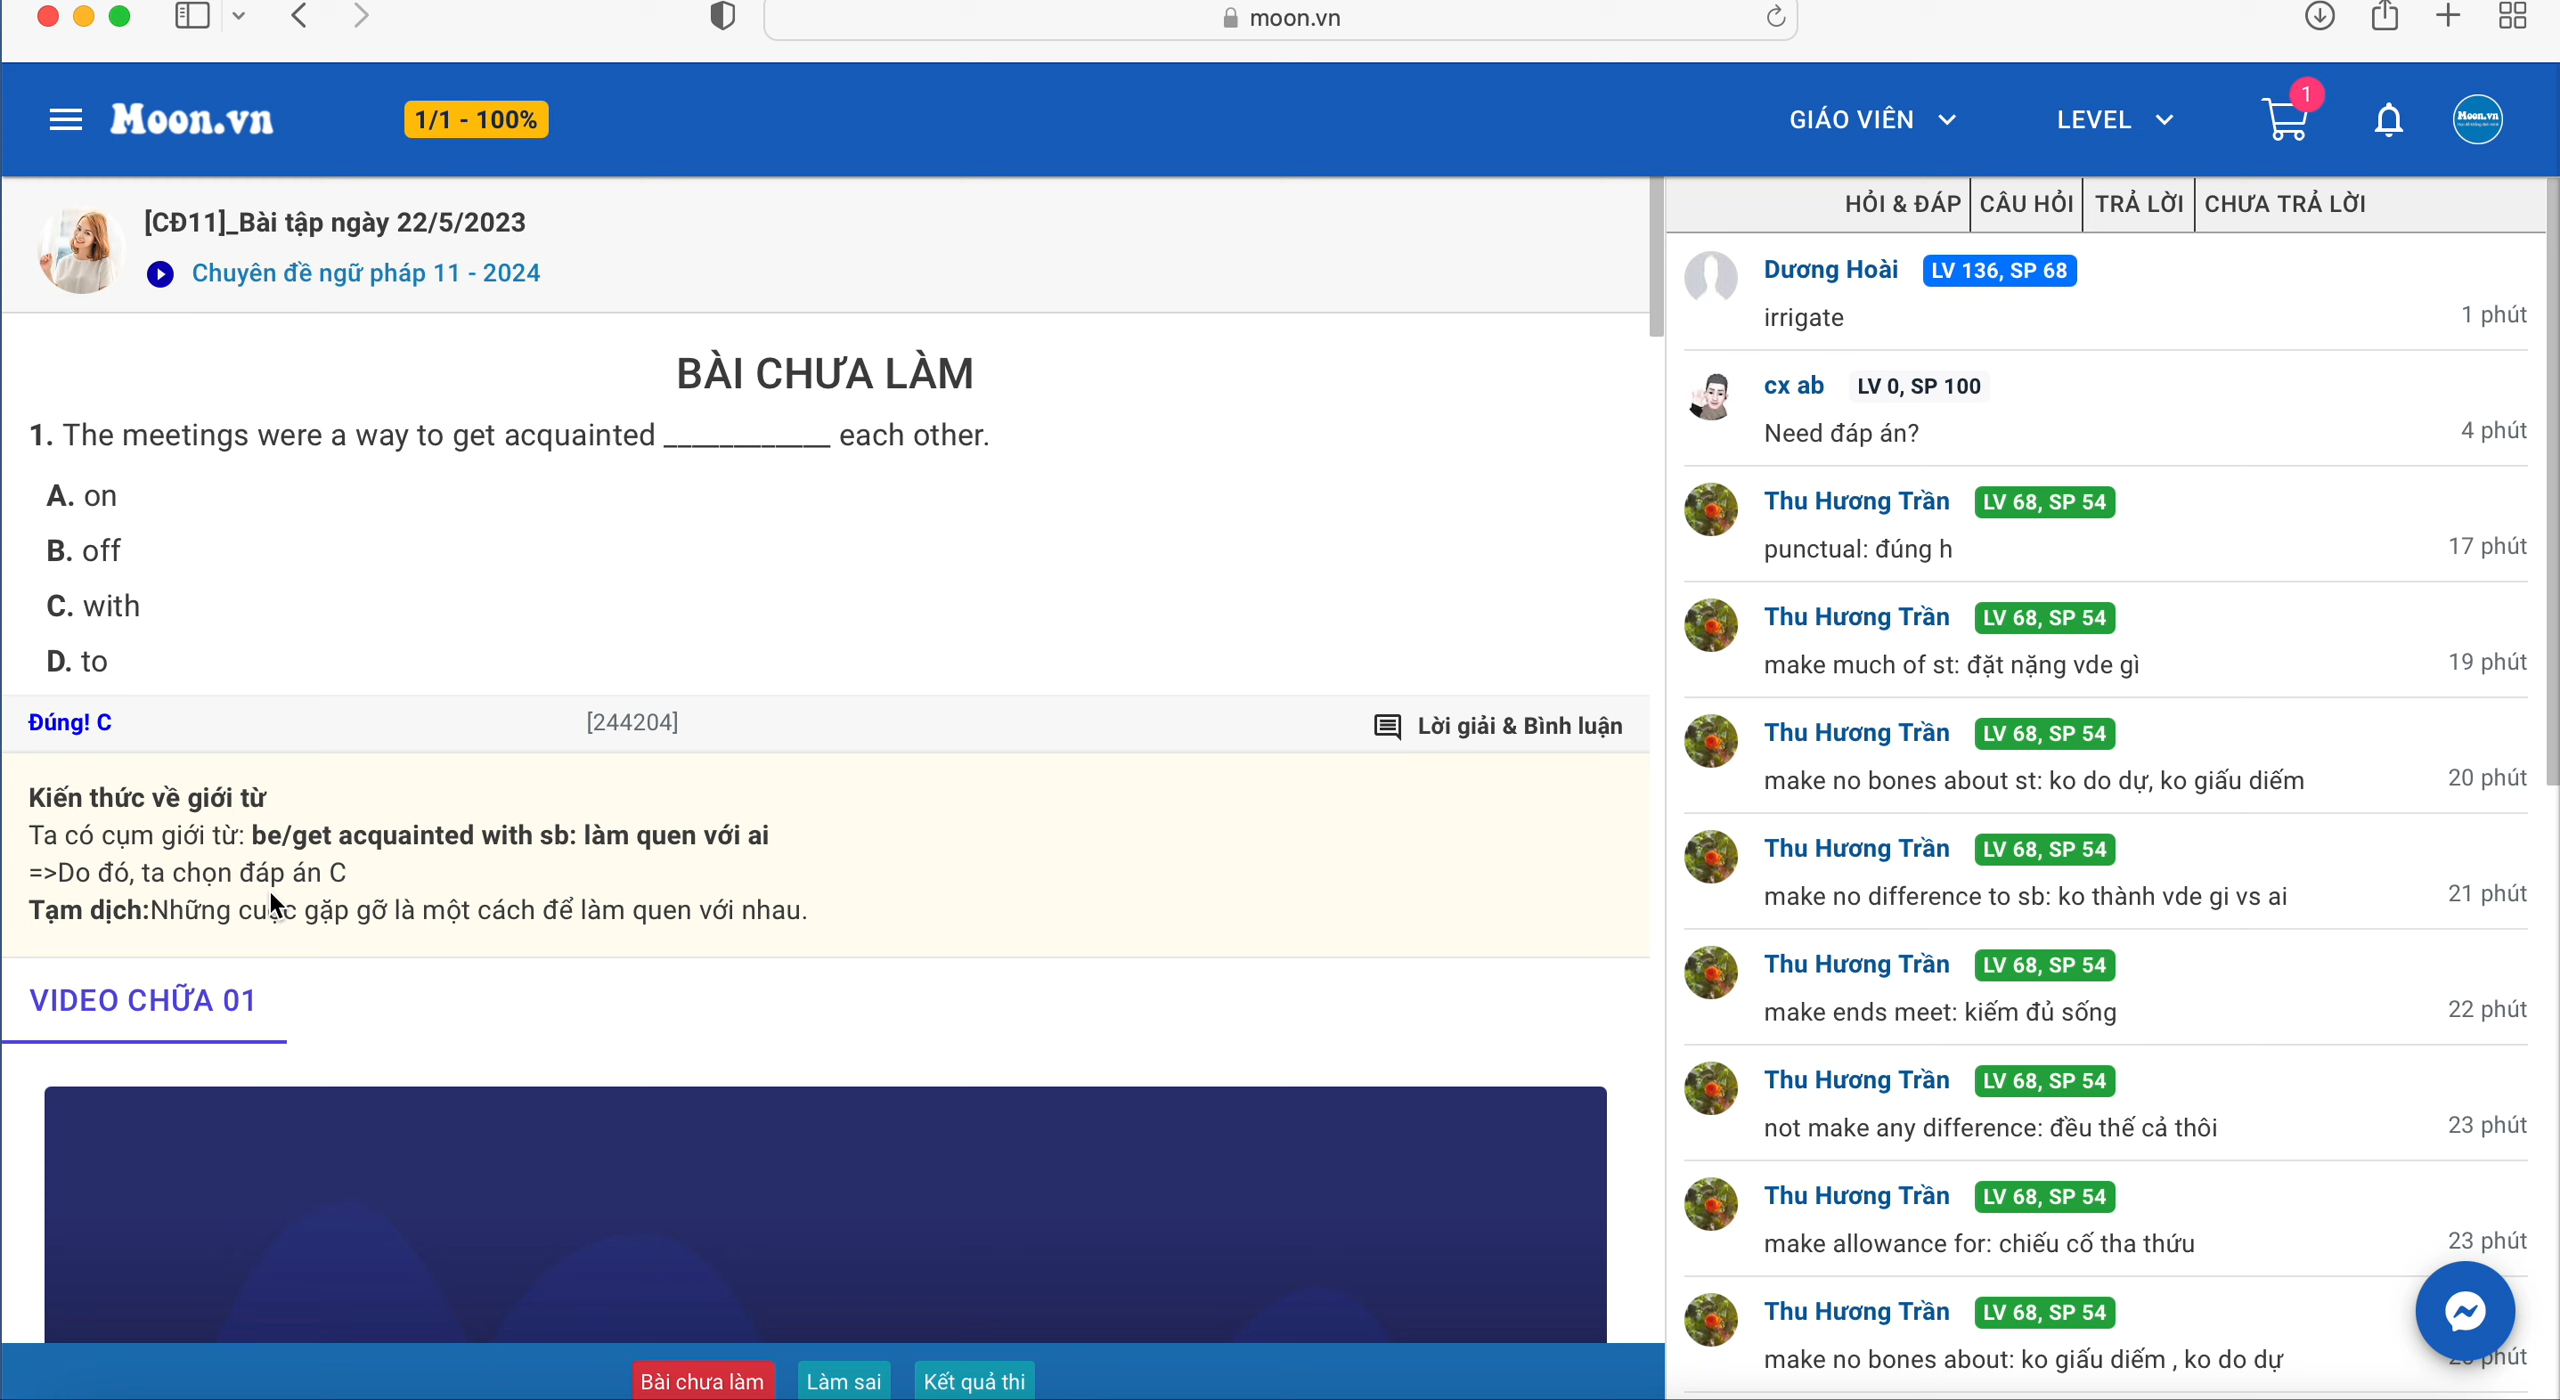 moon.vn
Moon.vn
1/1 - 100%
GIÁO VIÊN
LEVEL
1
Moon.vn
[CĐ11]_Bài tập ngày 22/5/2023
Chuyên đề ngữ pháp 11 - 2024
BÀI CHƯA LÀM
1. The meetings were a way to get acquainted ____________ each other.
A. on
B. off
C. with
D. to
Đúng! C
[244204]
Lời giải & Bình luận
Kiến thức về giới từ
Ta có cụm giới từ: be/get acquainted with sb: làm quen với ai
=>Do đó, ta chọn đáp án C
Tạm dịch:Những cuộc gặp gỡ là một cách để làm quen với nhau.
VIDEO CHỮA 01
Bài chưa làm
Làm sai
Kết quả thi
HỎI & ĐÁP
CÂU HỎI
TRẢ LỜI
CHƯA TRẢ LỜI
Dương Hoài LV 136, SP 68
irrigate 1 phút
cx ab LV 0, SP 100
Need đáp án? 4 phút
Thu Hương Trần LV 68, SP 54
punctual: đúng h 17 phút
Thu Hương Trần LV 68, SP 54
make much of st: đặt nặng vde gì 19 phút
Thu Hương Trần LV 68, SP 54
make no bones about st: ko do dự, ko giấu diếm 20 phút
Thu Hương Trần LV 68, SP 54
make no difference to sb: ko thành vde gi vs ai 21 phút
Thu Hương Trần LV 68, SP 54
make ends meet: kiếm đủ sống 22 phút
Thu Hương Trần LV 68, SP 54
not make any difference: đều thế cả thôi 23 phút
Thu Hương Trần LV 68, SP 54
make allowance for: chiếu cố tha thứu 23 phút
Thu Hương Trần LV 68, SP 54
make no bones about: ko giấu diếm , ko do dự phút